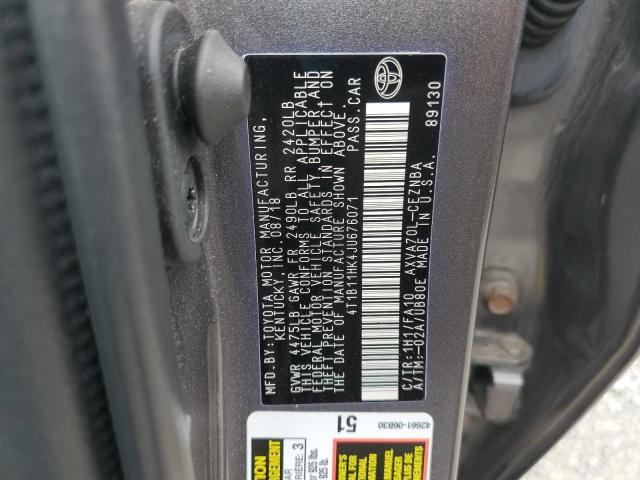 MFD.BY:TOYOTA MOTOR MANUFACTURING,
KENTUCKY, INC. 08/18
GVWR 4475LB GAWR FR 2490LB RR 2420LB
THIS VEHICLE CONFORMS TO ALL APPLICABLE
FEDERAL MOTOR VEHICLE SAFETY, BUMPER, AND
THEFT PREVENTION STANDARDS IN EFFECT ON
THE DATE OF MANUFACTURE SHOWN ABOVE.
4T1B11HK4JU676071 PASS.CAR
C/TR:1H1/FA10 AXVA70L-CEZNBA
A/TM:-02A/UB80E MADE IN U.S.A.
89130
51
42661-06B30